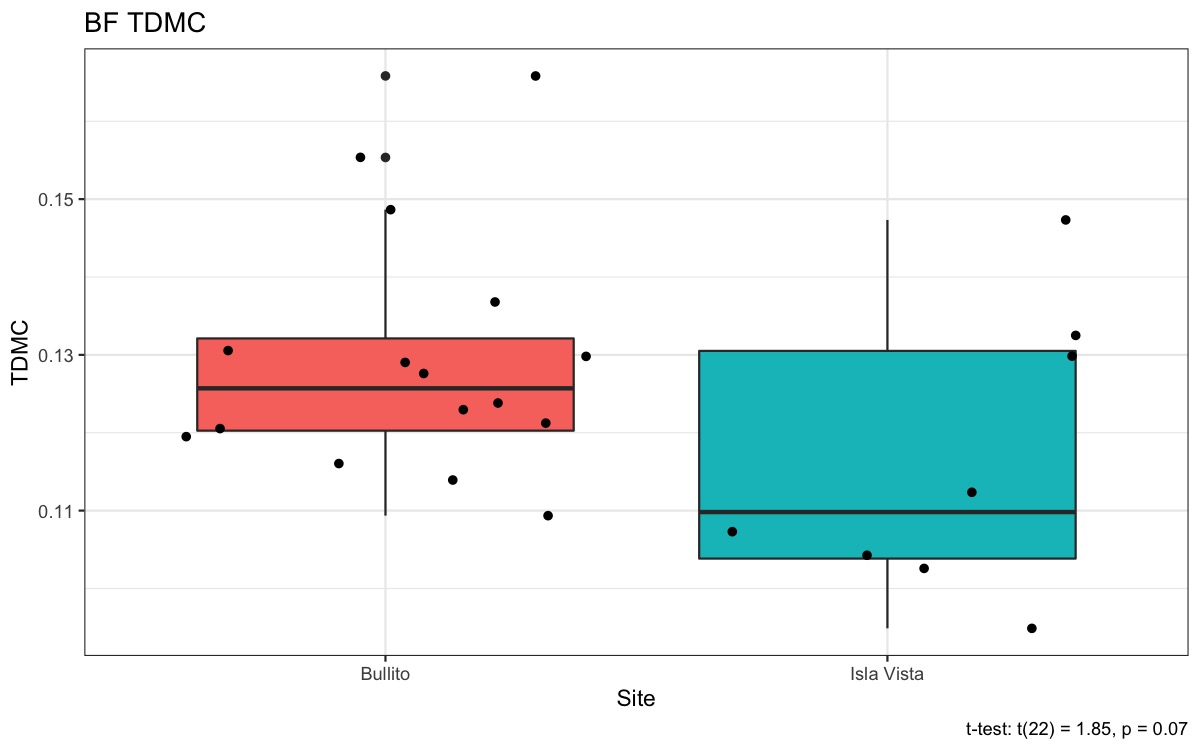 BF TDMC
0.15
0.13
0.11
TDMC
Bullito
Isla Vista
Site
t-test: t(22) = 1.85, p = 0.07